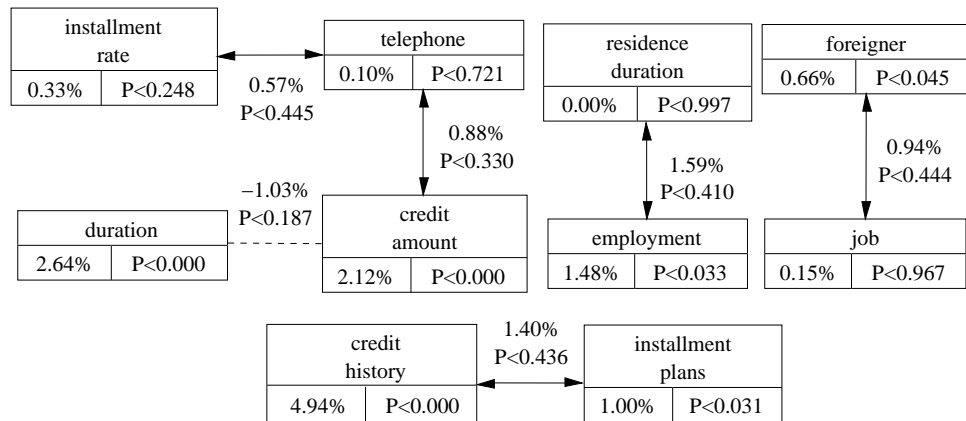 installment
rate
0.33% P<0.248
0.57%
P<0.445
telephone
0.10% P<0.721
0.88%
P<0.330
−1.03%
P<0.187
duration
2.64% P<0.000
credit
amount
2.12% P<0.000
residence
duration
0.00% P<0.997
1.59%
P<0.410
employment
1.48% P<0.033
foreigner
0.66% P<0.045
0.94%
P<0.444
job
0.15% P<0.967
credit
history
4.94% P<0.000
1.40%
P<0.436
installment
plans
1.00% P<0.031